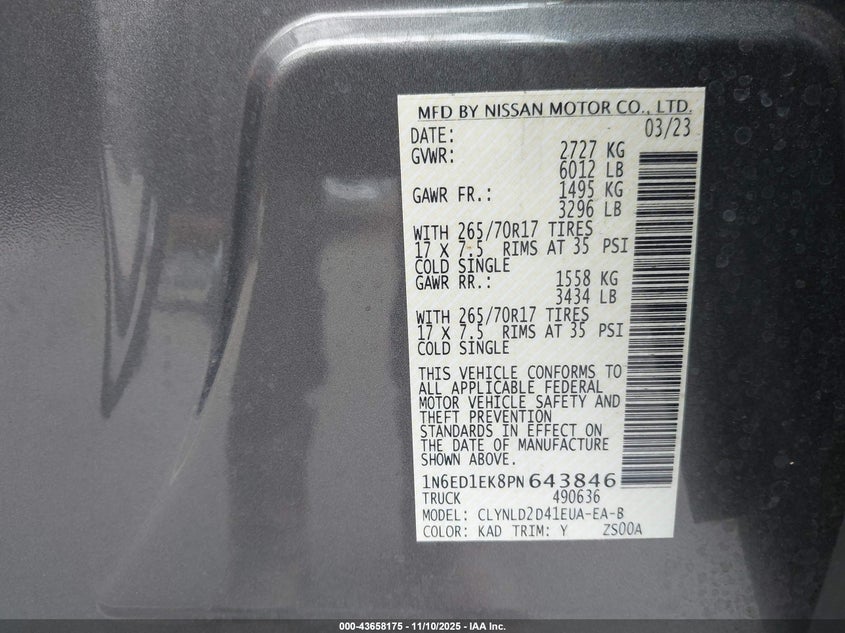 MFD BY NISSAN MOTOR CO., LTD.
DATE: 03/23
GVWR: 2727 KG
6012 LB
GAWR FR.: 1495 KG
3296 LB
WITH 265/70R17 TIRES
17 X 7.5 RIMS AT 35 PSI
COLD SINGLE
GAWR RR.: 1558 KG
3434 LB
WITH 265/70R17 TIRES
17 X 7.5 RIMS AT 35 PSI
COLD SINGLE
THIS VEHICLE CONFORMS TO
ALL APPLICABLE FEDERAL
MOTOR VEHICLE SAFETY AND
THEFT PREVENTION
STANDARDS IN EFFECT ON
THE DATE OF MANUFACTURE
SHOWN ABOVE.
1N6ED1EK8PN643846
TRUCK 490636
MODEL: CLYNLD2D41EUA-EA-B
COLOR: KAD TRIM: Y ZS00A
000-43658175 - 11/10/2025 - IAA Inc.